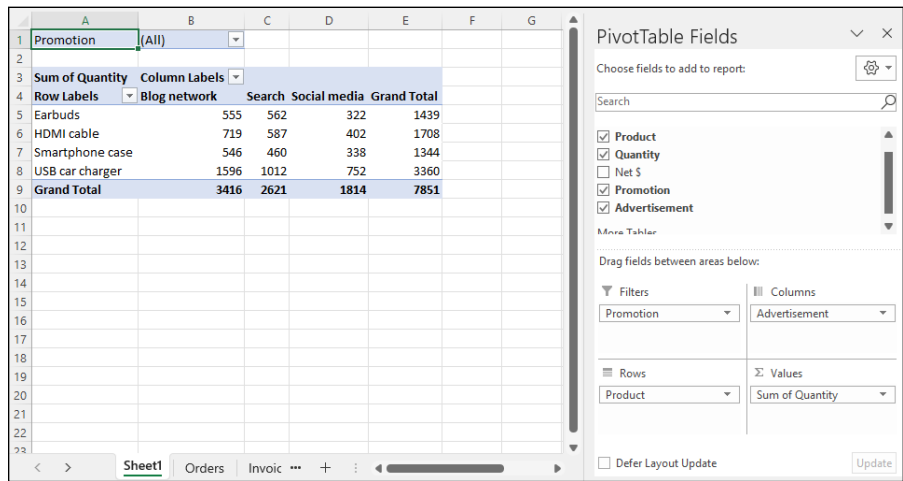 A B C D E F G
1 Promotion (All)
2
3 Sum of Quantity Column Labels
4 Row Labels Blog network Search Social media Grand Total
5 Earbuds 555 562 322 1439
6 HDMI cable 719 587 402 1708
7 Smartphone case 546 460 338 1344
8 USB car charger 1596 1012 752 3360
9 Grand Total 3416 2621 1814 7851
10
11
12
13
14
15
16
17
18
19
20
21
22
23
Sheet1 Orders Invoic ... +
PivotTable Fields
Choose fields to add to report:
Search
Product
Quantity
Net $
Promotion
Advertisement
More Tables
Drag fields between areas below:
Filters
Promotion
Columns
Advertisement
Rows
Product
Σ Values
Sum of Quantity
Defer Layout Update Update